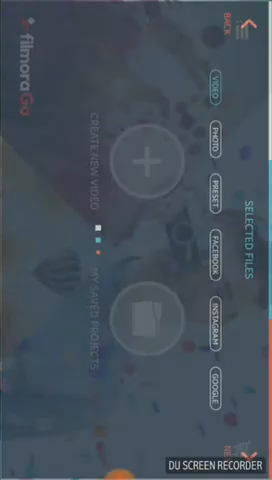 BACK
SELECTED FILES
VIDEO
PHOTO
PRESET
FACEBOOK
INSTAGRAM
GOOGLE
CREATE NEW VIDEO
MY SAVED PROJECTS
filmoraGo
DU SCREEN RECORDER